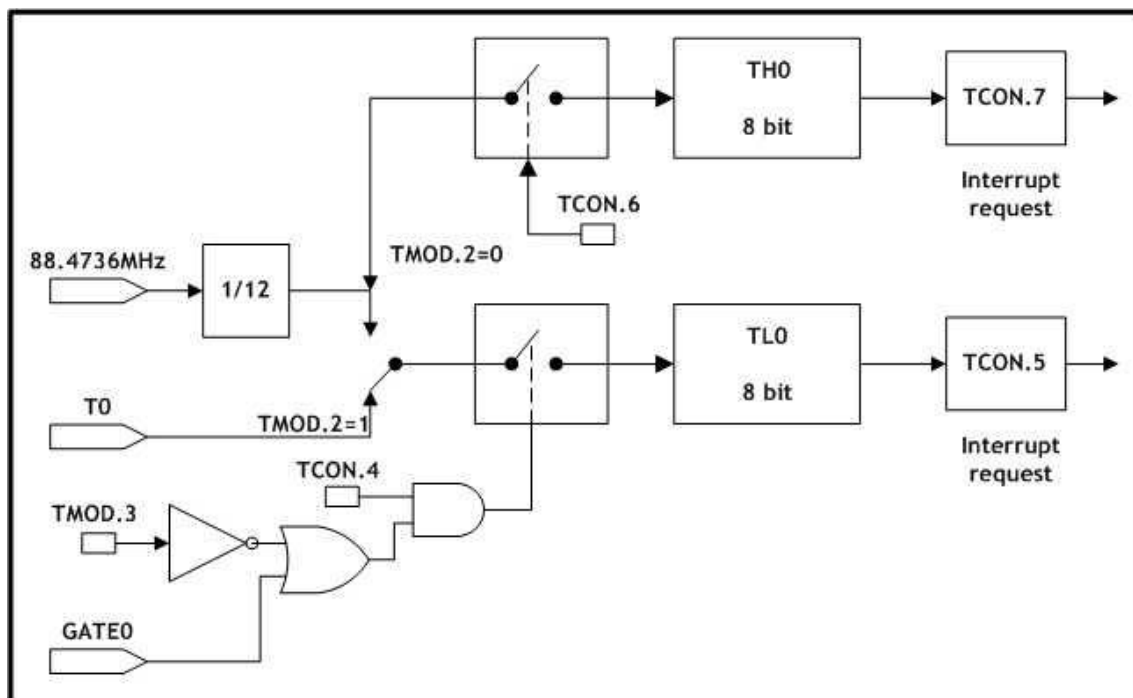 TH0
8 bit
TCON.7
Interrupt
request
TCON.6
88.4736MHz
1/12
TMOD.2=0
TL0
8 bit
TCON.5
Interrupt
request
T0
TMOD.2=1
TCON.4
TMOD.3
GATE0